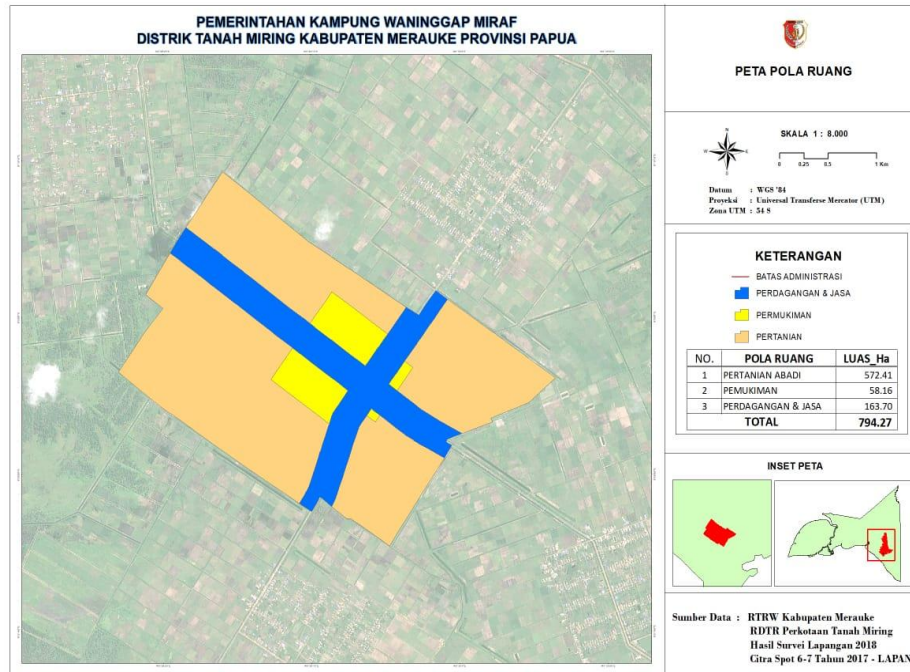 PEMERINTAHAN KAMPUNG WANINGGAP MIRAF
DISTRIK TANAH MIRING KABUPATEN MERAUKE PROVINSI PAPUA
PETA POLA RUANG
N
W E
S
SKALA 1 : 8.000
0 0,25 0,5 1 Km
Datum : WGS '84
Proyeksi : Universal Transferse Mercator (UTM)
Zona UTM : 54 S
KETERANGAN
BATAS ADMINISTRASI
PERDAGANGAN & JASA
PERMUKIMAN
PERTANIAN
NO. POLA RUANG LUAS_Ha
1 PERTANIAN ABADI 572.41
2 PEMUKIMAN 58.16
3 PERDAGANGAN & JASA 163.70
TOTAL 794.27
INSET PETA
Sumber Data : RTRW Kabupaten Merauke
RDTR Perkotaan Tanah Miring
Hasil Survei Lapangan 2018
Citra Spot 6-7 Tahun 2017 - LAPAN